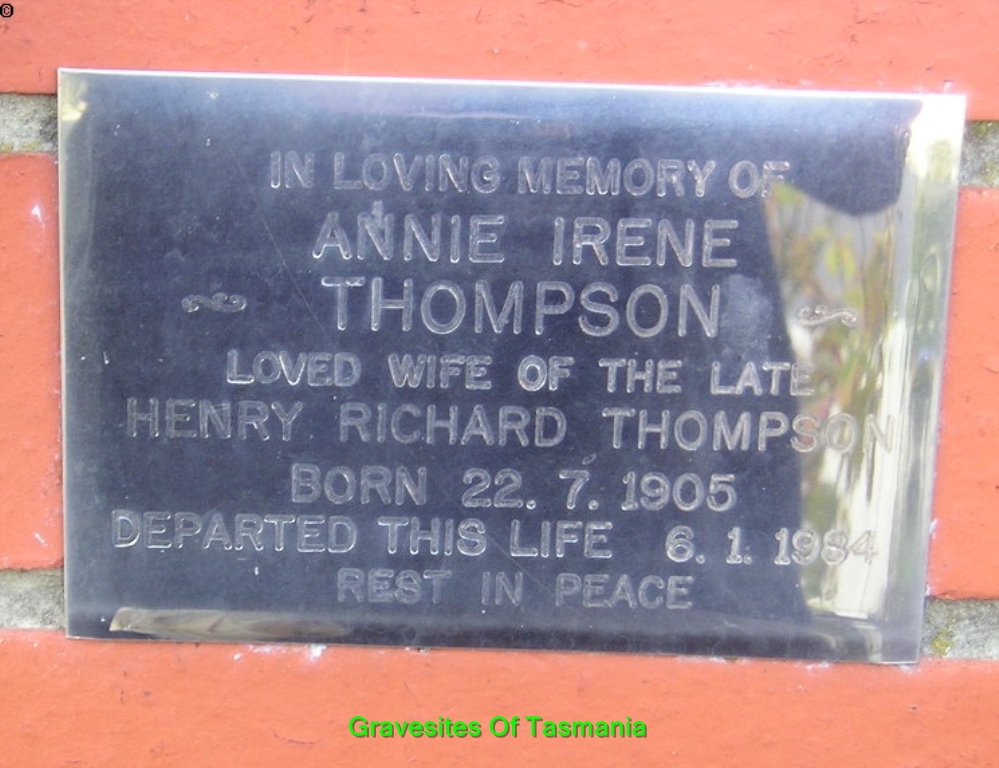 ©
IN LOVING MEMORY OF
ANNIE IRENE
THOMPSON
LOVED WIFE OF THE LATE
HENRY RICHARD THOMPSON
BORN 22. 7. 1905
DEPARTED THIS LIFE 6. 1. 1984
REST IN PEACE
Gravesites Of Tasmania